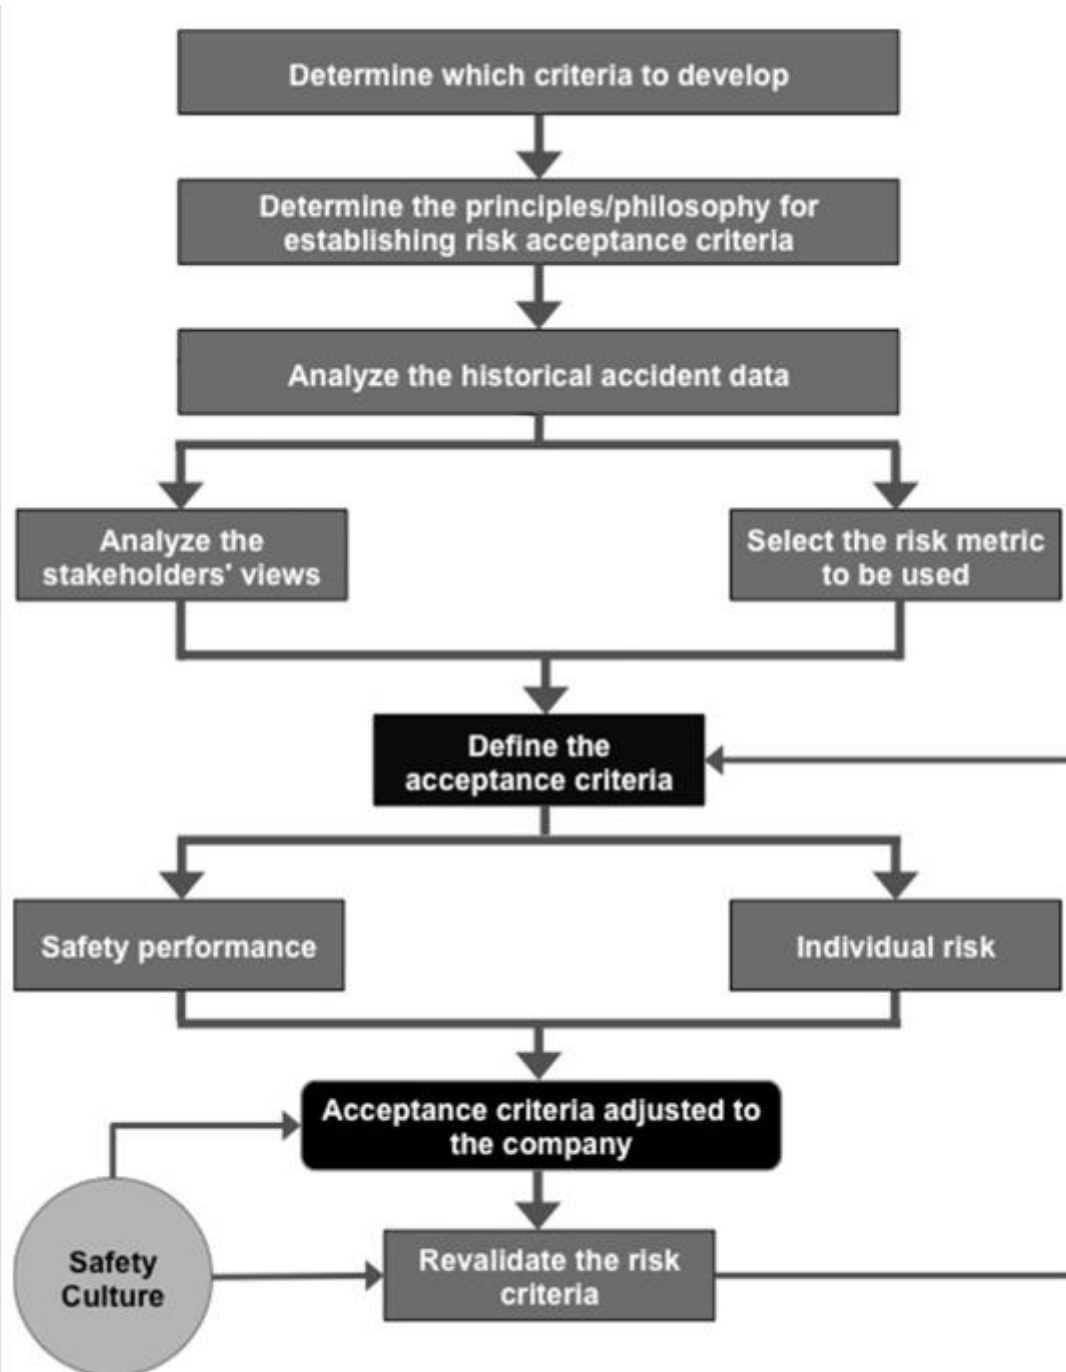 Determine which criteria to develop
Determine the principles/philosophy for
establishing risk acceptance criteria
Analyze the historical accident data
Analyze the
stakeholders' views
Select the risk metric
to be used
Define the
acceptance criteria
Safety performance
Individual risk
Acceptance criteria adjusted to
the company
Safety
Culture
Revalidate the risk
criteria